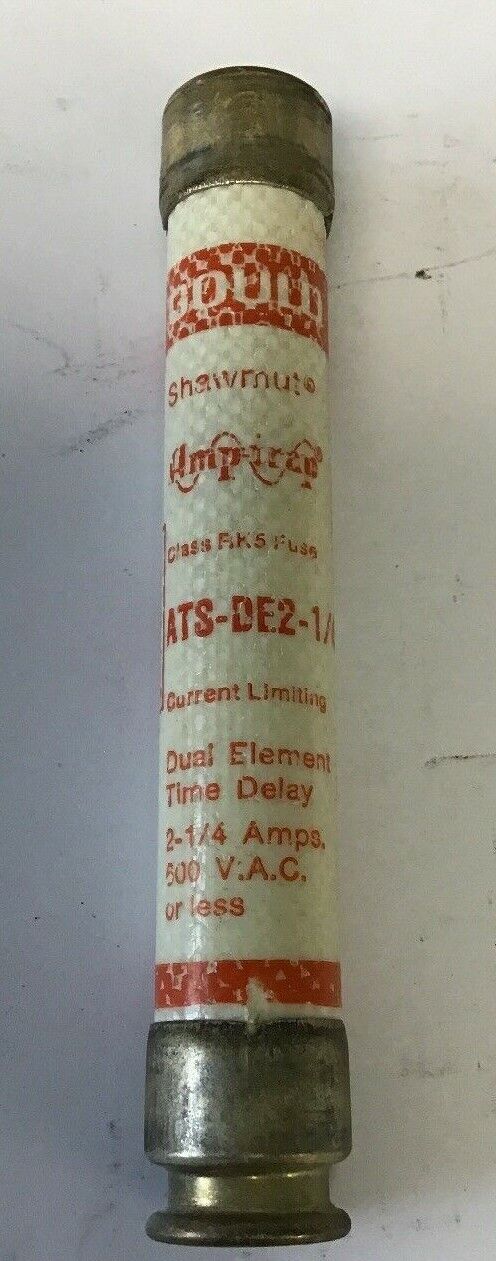 GOULD
Shawmut®
Amp-trap®
Class RK5 Fuse
ATS-DE2-1/
Current Limiting
Dual Element
Time Delay
2-1/4 Amps.
600 V.A.C.
or less